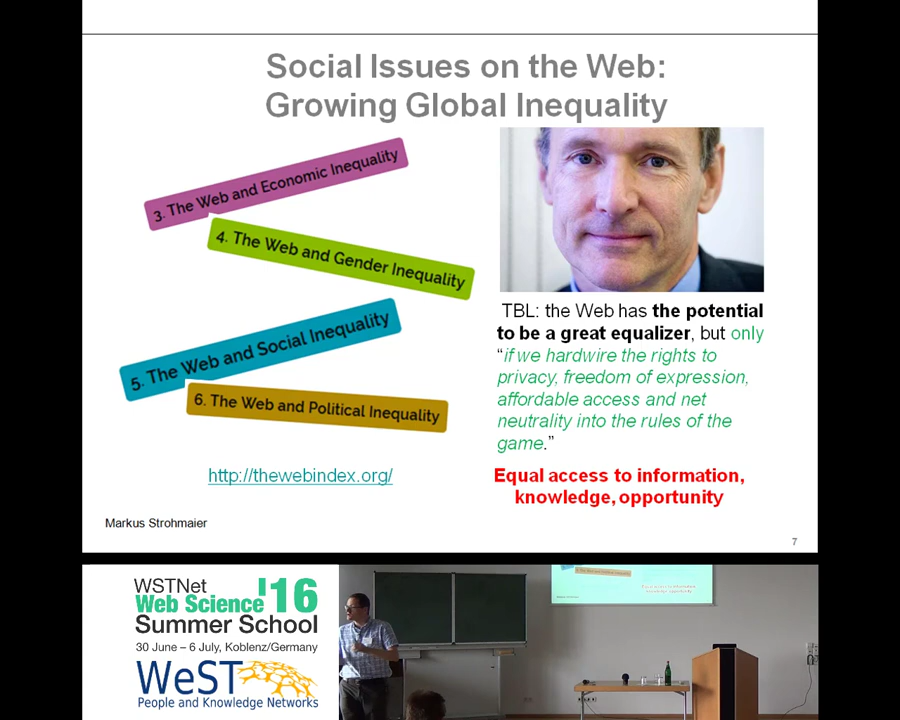 Social Issues on the Web:
Growing Global Inequality
3. The Web and Economic Inequality
4. The Web and Gender Inequality
5. The Web and Social Inequality
6. The Web and Political Inequality
http://thewebindex.org/
TBL: the Web has the potential
to be a great equalizer, but only
“if we hardwire the rights to
privacy, freedom of expression,
affordable access and net
neutrality into the rules of the
game.”
Equal access to information,
knowledge, opportunity
Markus Strohmaier
7
WSTNet
Web Science '16
Summer School
30 June – 6 July, Koblenz/Germany
WeST
People and Knowledge Networks